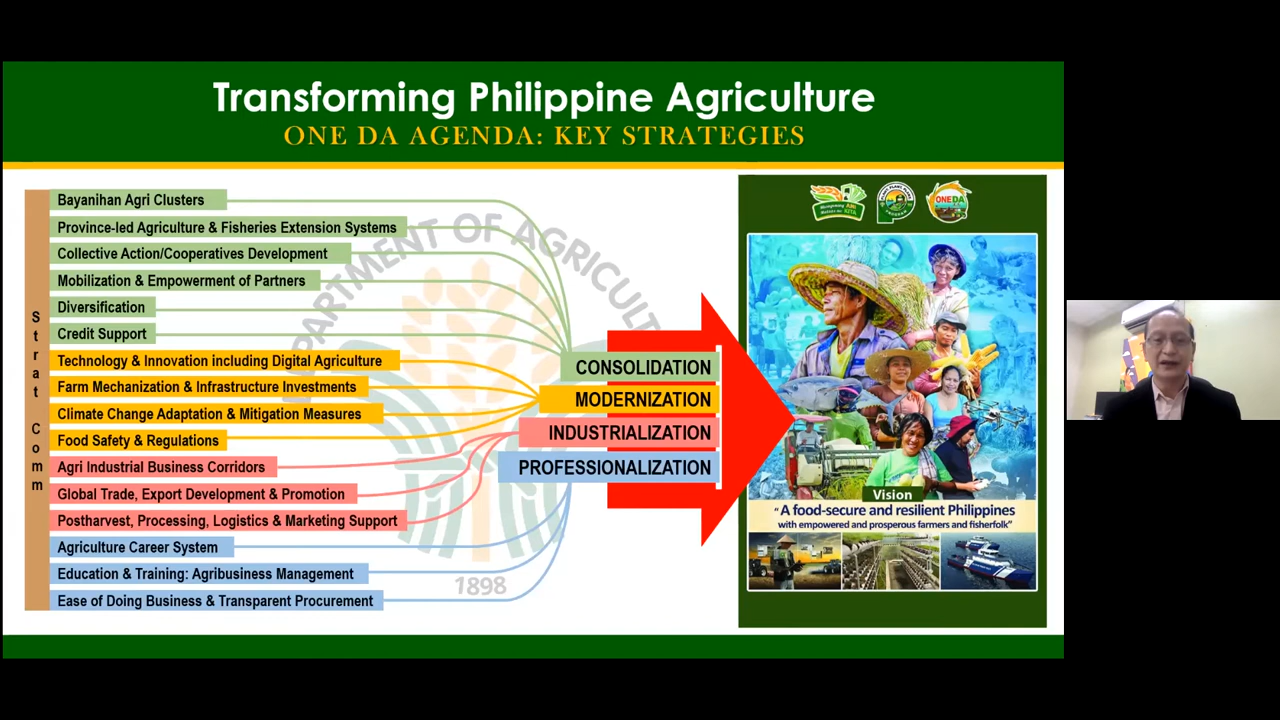 Transforming Philippine Agriculture
ONE DA AGENDA: KEY STRATEGIES
Strat Comm
Bayanihan Agri Clusters
Province-led Agriculture & Fisheries Extension Systems
Collective Action/Cooperatives Development
Mobilization & Empowerment of Partners
Diversification
Credit Support
Technology & Innovation including Digital Agriculture
Farm Mechanization & Infrastructure Investments
Climate Change Adaptation & Mitigation Measures
Food Safety & Regulations
Agri Industrial Business Corridors
Global Trade, Export Development & Promotion
Postharvest, Processing, Logistics & Marketing Support
Agriculture Career System
Education & Training: Agribusiness Management
Ease of Doing Business & Transparent Procurement
DEPARTMENT OF AGRICULTU
1898
CONSOLIDATION
MODERNIZATION
INDUSTRIALIZATION
PROFESSIONALIZATION
ONEDA
Vision
“A food-secure and resilient Philippines
with empowered and prosperous farmers and fisherfolk”